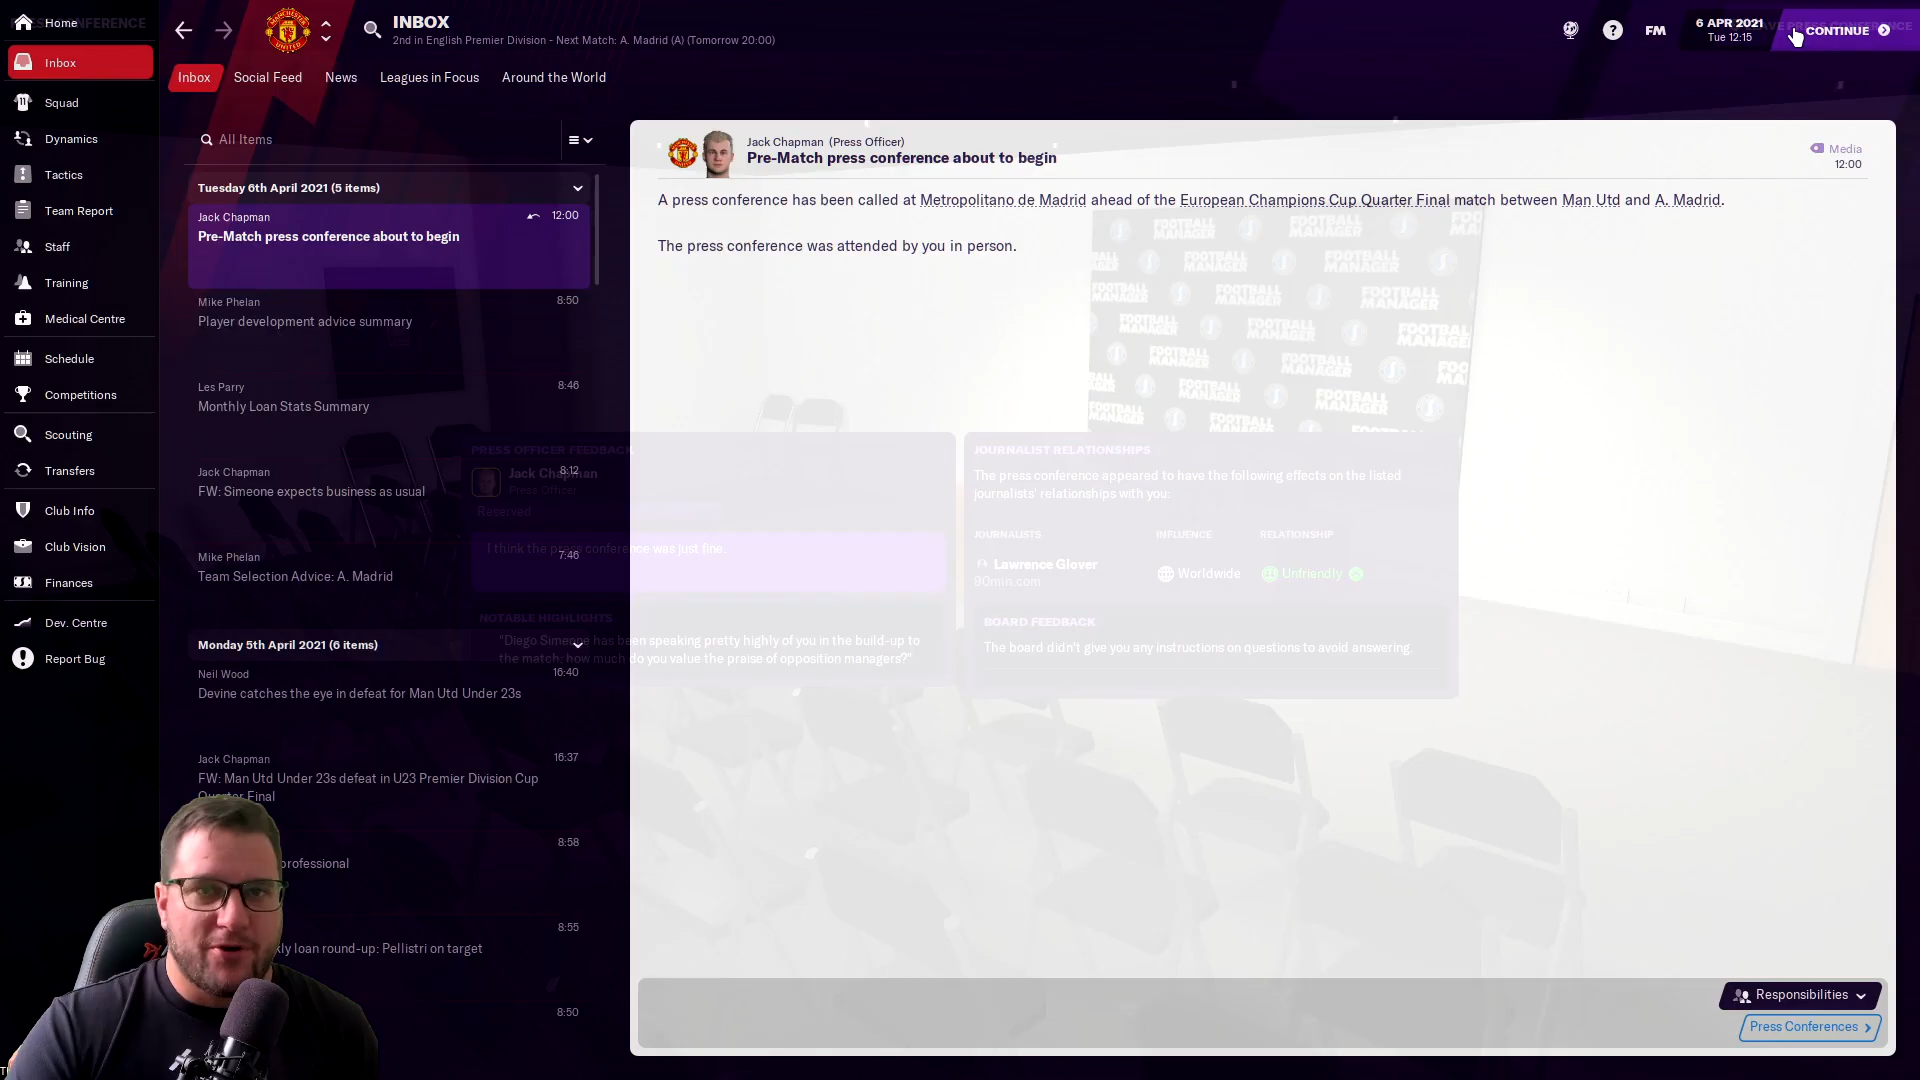 Home
Inbox
Squad
Dynamics
Tactics
Team Report
Staff
Training
Medical Centre
Schedule
Competitions
Scouting
Transfers
Club Info
Club Vision
Finances
Dev. Centre
Report Bug
INBOX
2nd in English Premier Division - Next Match: A. Madrid (A) (Tomorrow 20:00)
FM
6 APR 2021
Tue 12:15
CONTINUE
Inbox
Social Feed
News
Leagues in Focus
Around the World
All Items
Tuesday 6th April 2021 (5 items)
Jack Chapman
12:00
Pre-Match press conference about to begin
Mike Phelan
8:50
Player development advice summary
Les Parry
8:46
Monthly Loan Stats Summary
Jack Chapman
8:12
FW: Simeone expects business as usual
Mike Phelan
7:46
Team Selection Advice: A. Madrid
Monday 5th April 2021 (6 items)
Neil Wood
16:40
Devine catches the eye in defeat for Man Utd Under 23s
Jack Chapman
16:37
FW: Man Utd Under 23s defeat in U23 Premier Division Cup
Quarter Final
8:58
professional
8:55
loan round-up: Pellistri on target
8:50
Jack Chapman (Press Officer)
Pre-Match press conference about to begin
Media
12:00
A press conference has been called at Metropolitano de Madrid ahead of the European Champions Cup Quarter Final match between Man Utd and A. Madrid.
The press conference was attended by you in person.
FOOTBALL MANAGER
PRESS OFFICER FEEDBACK
Jack Chapman
Press Officer
Reserved
I think the press conference was just fine.
NOTABLE HIGHLIGHTS
"Diego Simeone has been speaking pretty highly of you in the build-up to
the match; how much do you value the praise of opposition managers?"
JOURNALIST RELATIONSHIPS
The press conference appeared to have the following effects on the listed
journalists' relationships with you:
JOURNALISTS
INFLUENCE
RELATIONSHIP
Lawrence Glover
90min.com
Worldwide
Unfriendly
BOARD FEEDBACK
The board didn't give you any instructions on questions to avoid answering.
Responsibilities
Press Conferences